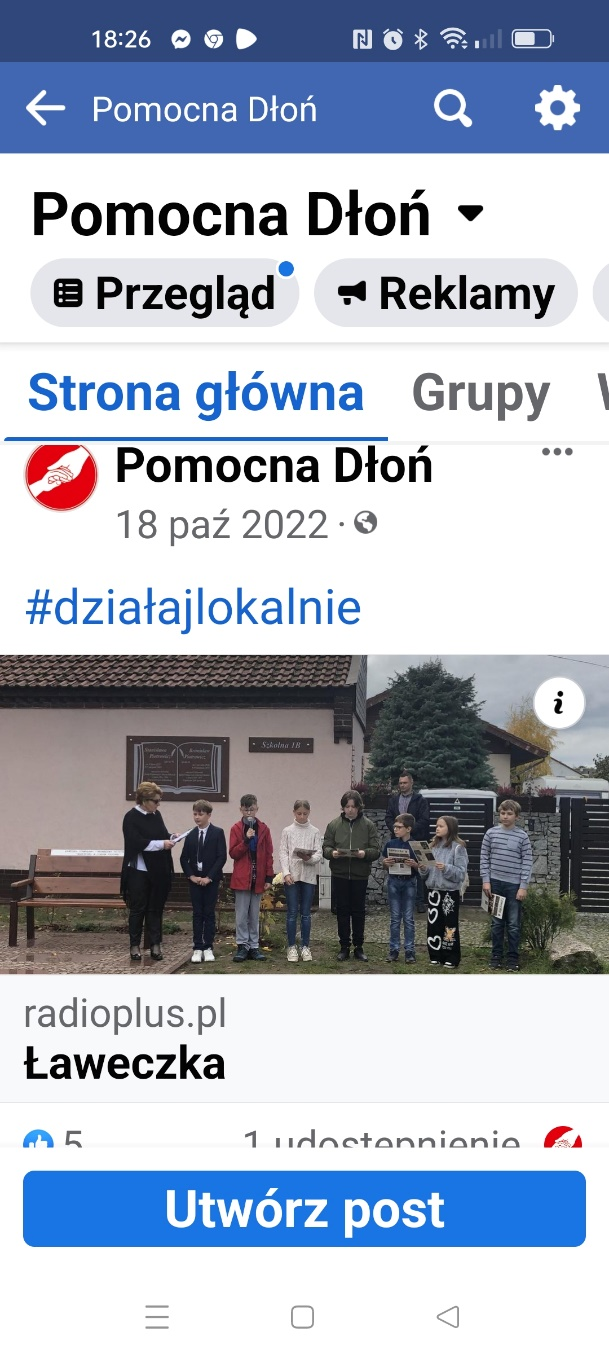 18:26
Pomocna Dłoń
Pomocna Dłoń
Przegląd Reklamy
Strona główna Grupy
Pomocna Dłoń
18 paź 2022 ·
#działajlokalnie
Szkolna 1B
radioplus.pl
Ławeczka
5 1 udostępnienie
Utwórz post